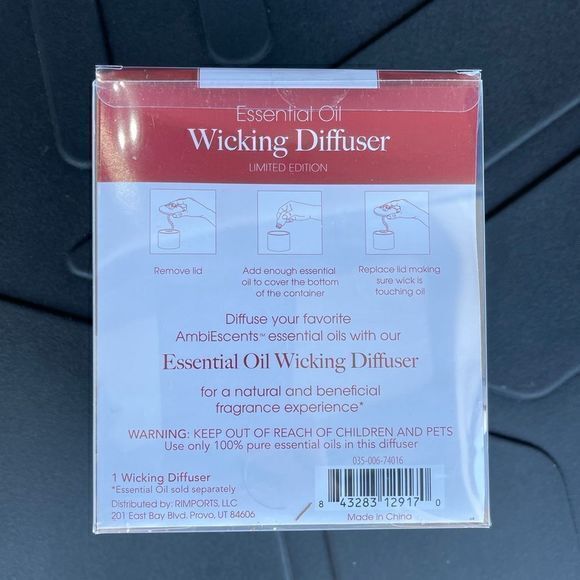 Essential Oil
Wicking Diffuser
LIMITED EDITION
Remove lid
Add enough essential
oil to cover the bottom
of the container
Replace lid making
sure wick is
touching oil
Diffuse your favorite
AmbiEscents™ essential oils with our
Essential Oil Wicking Diffuser
for a natural and beneficial
fragrance experience*
WARNING: KEEP OUT OF REACH OF CHILDREN AND PETS
Use only 100% pure essential oils in this diffuser
035-006-74016
1 Wicking Diffuser
*Essential Oil sold separately
Distributed by: RIMPORTS, LLC
201 East Bay Blvd. Provo, UT 84606
8 43283 12917 0
Made in China